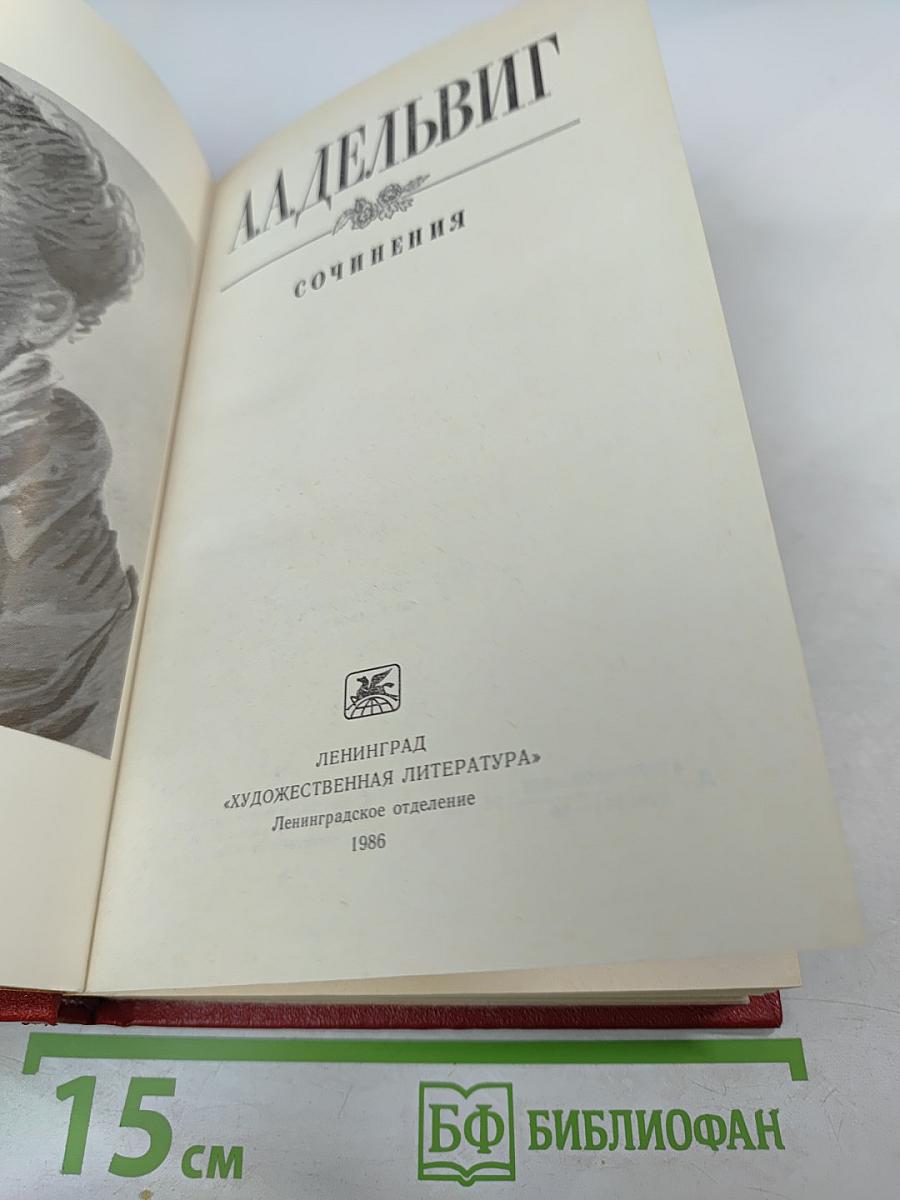 А.А.ДЕЛЬВИГ
СОЧИНЕНИЯ
ЛЕНИНГРАД
«ХУДОЖЕСТВЕННАЯ ЛИТЕРАТУРА»
Ленинградское отделение
1986
15 см
БФ БИБЛИОФАН